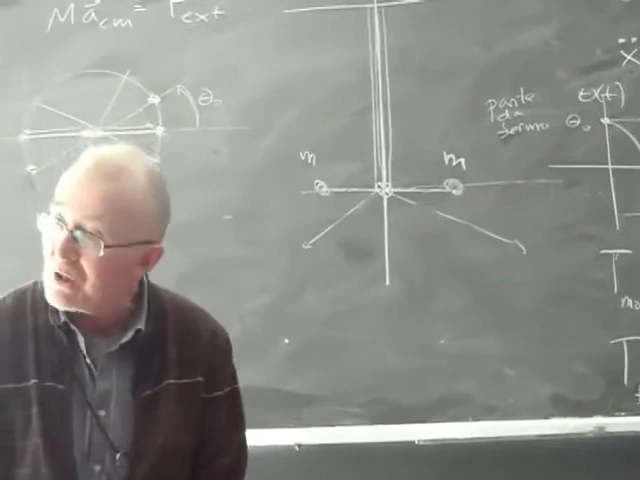 M a⃗cm = Fext
θ₀
m
m
parte
da
fermo
θ(t)
θ₀
ẍ